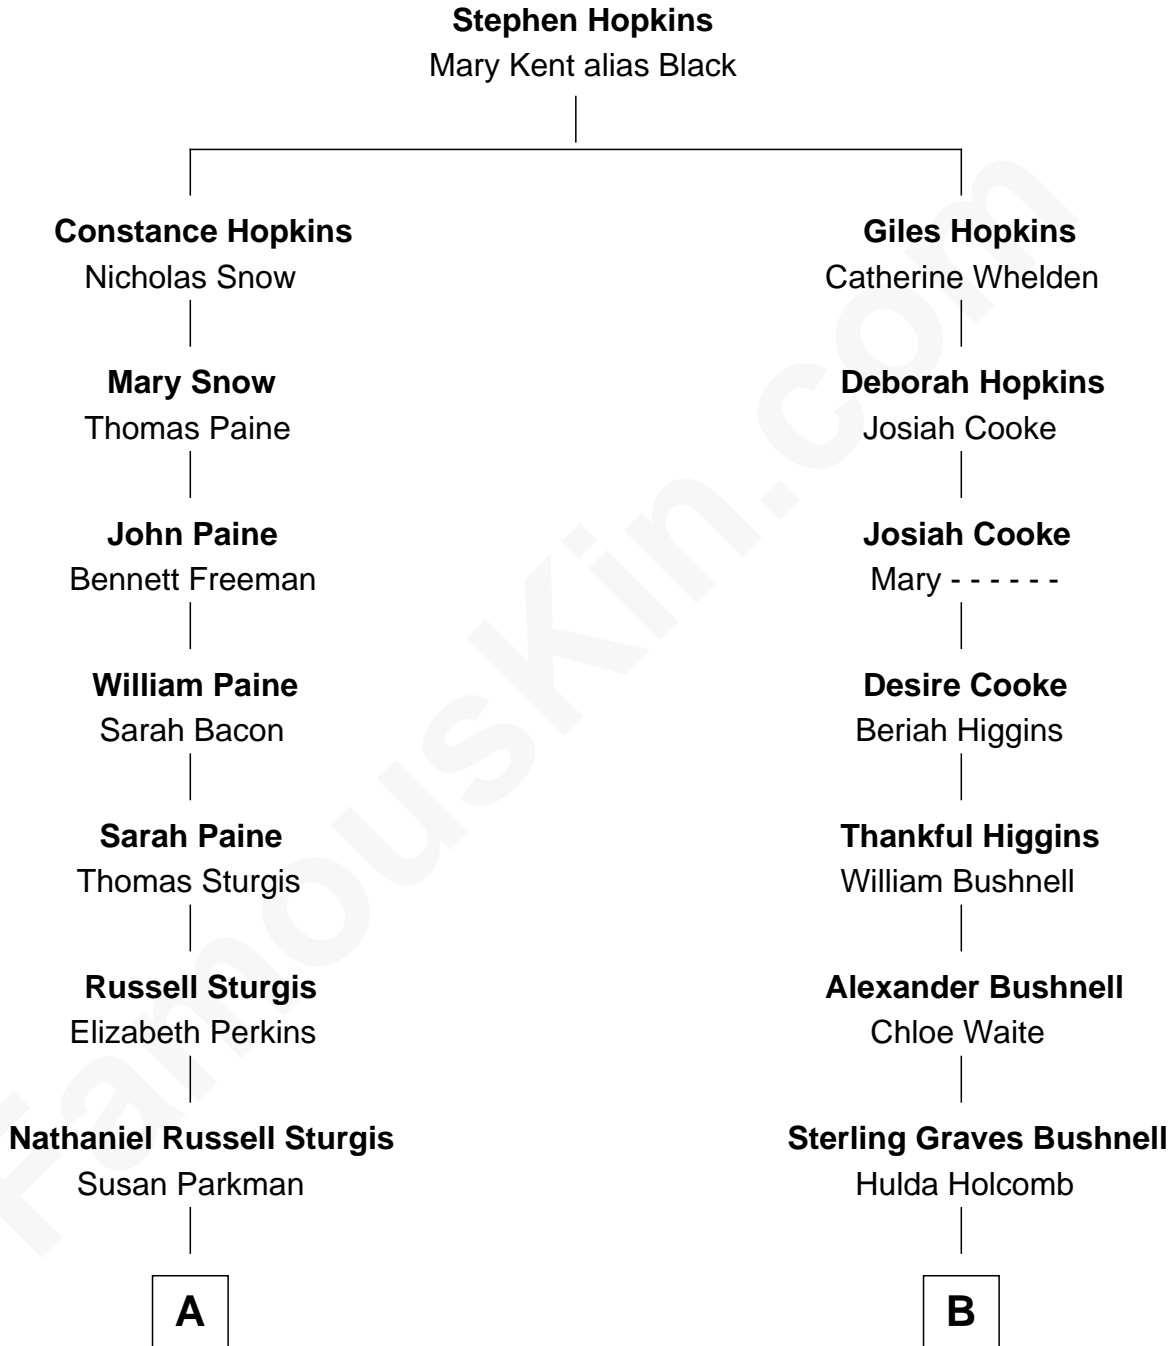 Stephen Hopkins
Mary Kent alias Black
Constance Hopkins
Nicholas Snow
Mary Snow
Thomas Paine
John Paine
Bennett Freeman
William Paine
Sarah Bacon
Sarah Paine
Thomas Sturgis
Russell Sturgis
Elizabeth Perkins
Nathaniel Russell Sturgis
Susan Parkman
A
Giles Hopkins
Catherine Whelden
Deborah Hopkins
Josiah Cooke
Josiah Cooke
Mary - - - - - -
Desire Cooke
Beriah Higgins
Thankful Higgins
William Bushnell
Alexander Bushnell
Chloe Waite
Sterling Graves Bushnell
Hulda Holcomb
B
FamousKin.com